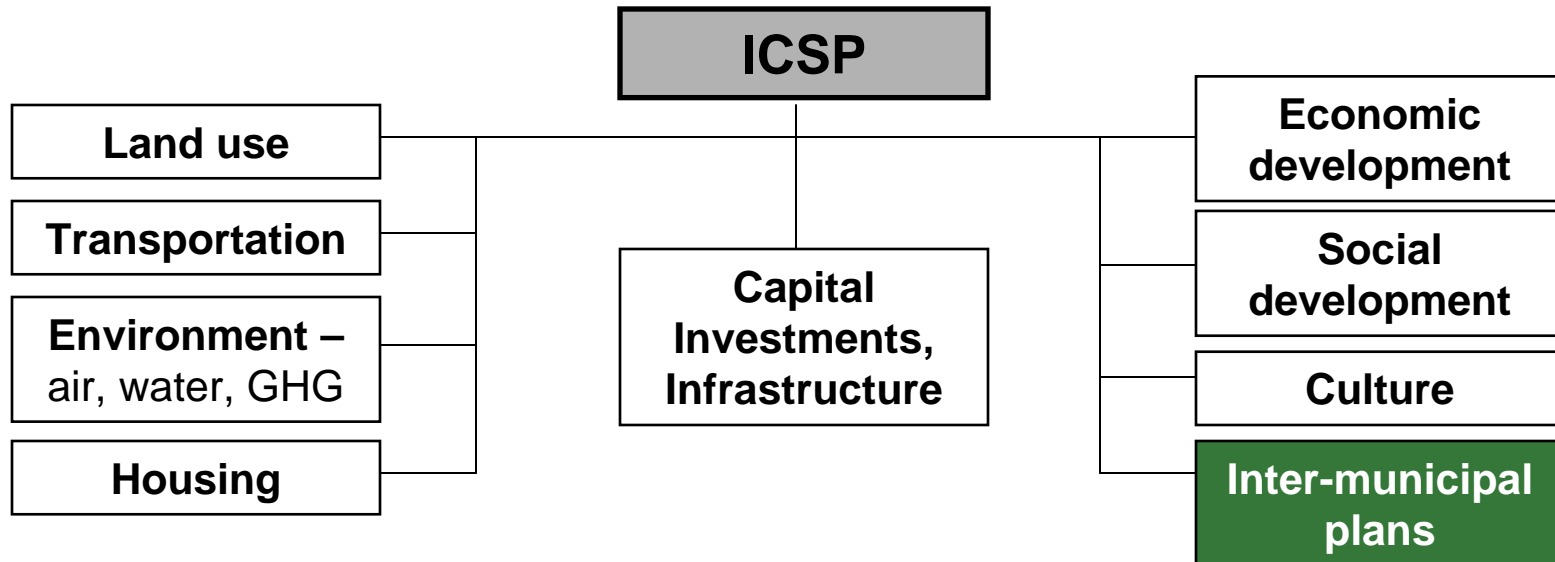 ICSP
Land use
Transportation
Environment –
air, water, GHG
Housing
Capital
Investments,
Infrastructure
Economic
development
Social
development
Culture
Inter-municipal
plans